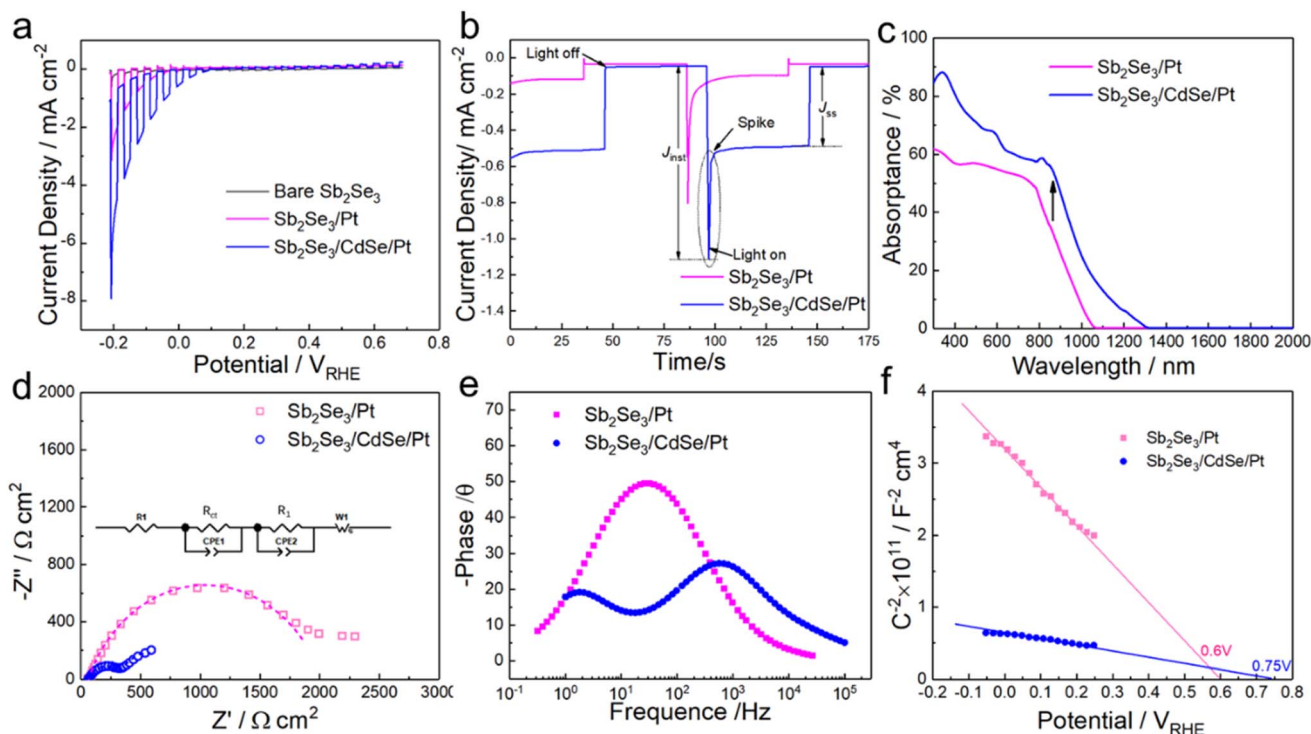 a
Current Density / mA cm⁻²
0
-2
-4
-6
-8
Bare Sb₂Se₃
Sb₂Se₃/Pt
Sb₂Se₃/CdSe/Pt
-0.2 0.0 0.2 0.4 0.6 0.8
Potential / V_RHE
b
Current Density/ mA cm⁻²
0.0
-0.2
-0.4
-0.6
-0.8
-1.0
-1.2
-1.4
Light off
J_inst
Spike
J_ss
Light on
Sb₂Se₃/Pt
Sb₂Se₃/CdSe/Pt
0 25 50 75 100 125 150 175
Time/s
c
Absorptance / %
100
80
60
40
20
0
Sb₂Se₃/Pt
Sb₂Se₃/CdSe/Pt
400 800 1200 1600 2000
Wavelength / nm
d
-Z'' / Ω cm²
2000
1600
1200
800
400
0
Sb₂Se₃/Pt
Sb₂Se₃/CdSe/Pt
R1 R_ct R₁ W1
CPE1 CPE2
0 500 1000 1500 2000 2500 3000
Z' / Ω cm²
e
-Phase /θ
70
60
50
40
30
20
10
0
Sb₂Se₃/Pt
Sb₂Se₃/CdSe/Pt
10⁻¹ 10⁰ 10¹ 10² 10³ 10⁴ 10⁵
Frequence /Hz
f
C⁻²×10¹¹ / F⁻² cm⁴
4
3
2
1
0
Sb₂Se₃/Pt
Sb₂Se₃/CdSe/Pt
0.6V
0.75V
-0.2 -0.1 0.0 0.1 0.2 0.3 0.4 0.5 0.6 0.7 0.8
Potential / V_RHE